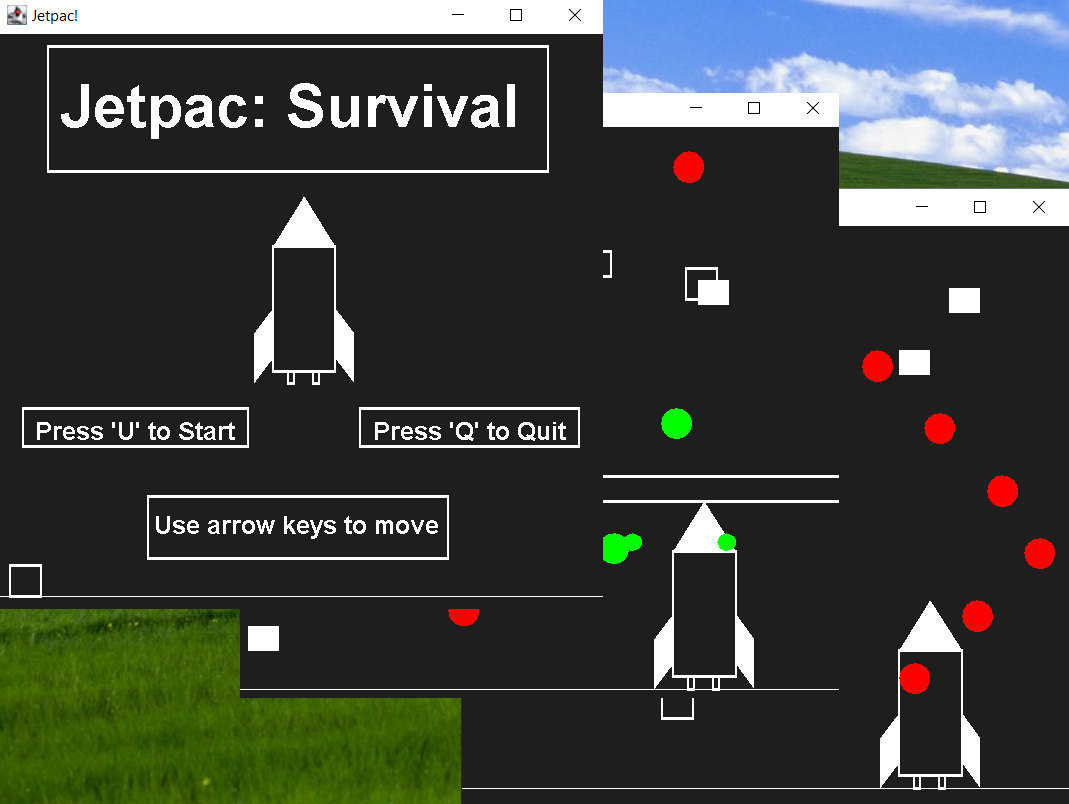 Jetpac!
Jetpac: Survival
Press 'U' to Start
Press 'Q' to Quit
Use arrow keys to move